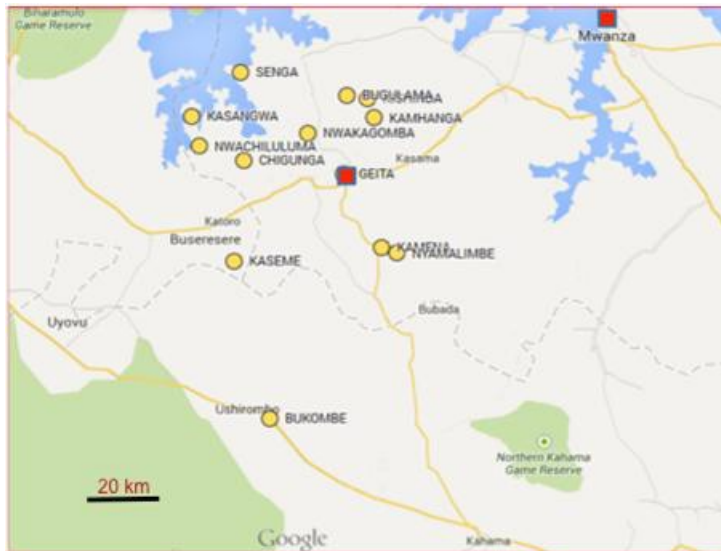 Biharamulo
Game Reserve
Mwanza
SENGA
BUGULAMA
KISHINDA
KASANGWA
KAMHANGA
NWAKAGOMBA
NWACHILULUMA
CHIGUNGA
Kasama
GEITA
Katoro
Buseresere
KAMENA
NYAMALIMBE
KASEME
Bubada
Uyovu
Ushirombo
BUKOMBE
Northern Kahama
Game Reserve
20 km
Google
Kahama